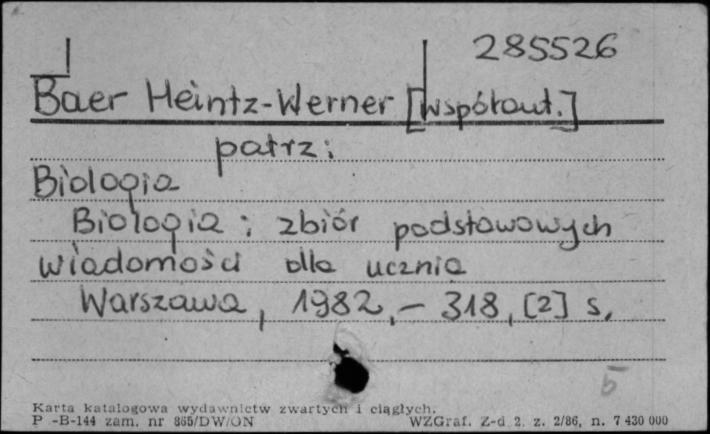 285526
Baer Heintz-Werner [współaut.]
patrz:
Biologia
Biologia : zbiór podstawowych
wiadomości dla ucznia
Warszawa, 1982. – 318, [2] s.
5
Karta katalogowa wydawnictw zwartych i ciągłych.
P -B-144 zam. nr 865/DW/ON WZGraf. Z-d 2. z. 2/86, n. 7 430 000